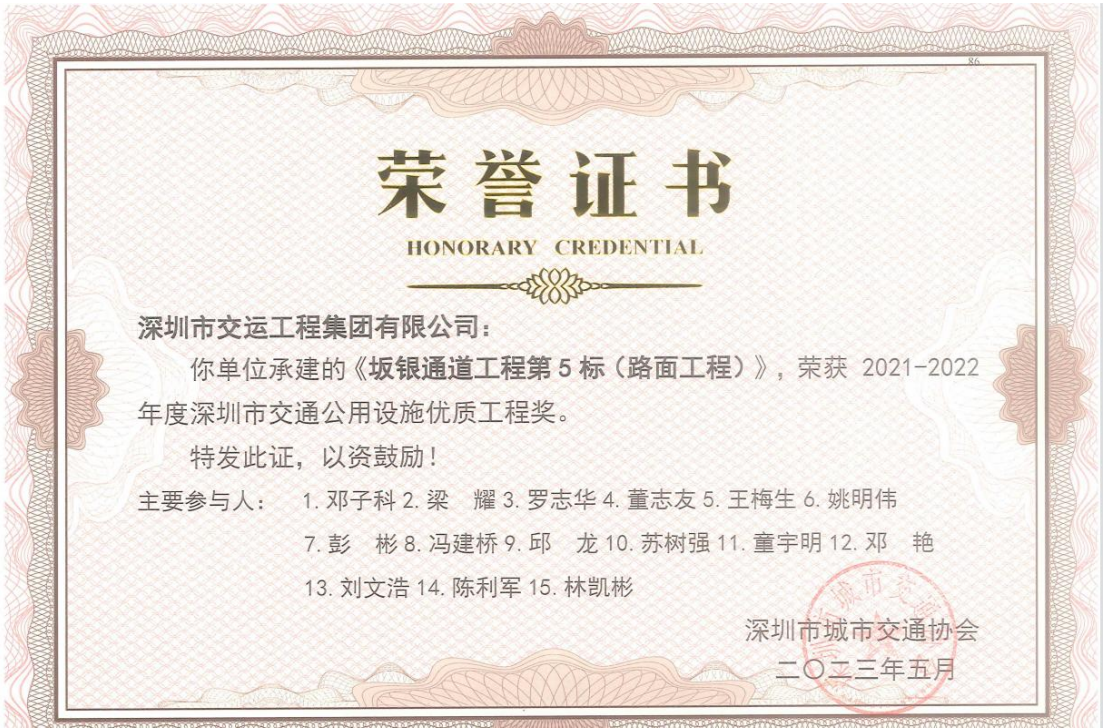 86
荣誉证书
HONORARY CREDENTIAL
深圳市交运工程集团有限公司：
你单位承建的《坂银通道工程第5标（路面工程）》，荣获 2021-2022
年度深圳市交通公用设施优质工程奖。
特发此证，以资鼓励！
主要参与人： 1.邓子科 2.梁　耀 3.罗志华 4.董志友 5.王梅生 6.姚明伟
7.彭　彬 8.冯建桥 9.邱　龙 10.苏树强 11.童宇明 12.邓　艳
13.刘文浩 14.陈利军 15.林凯彬
深圳市城市交通协会
二〇二三年五月